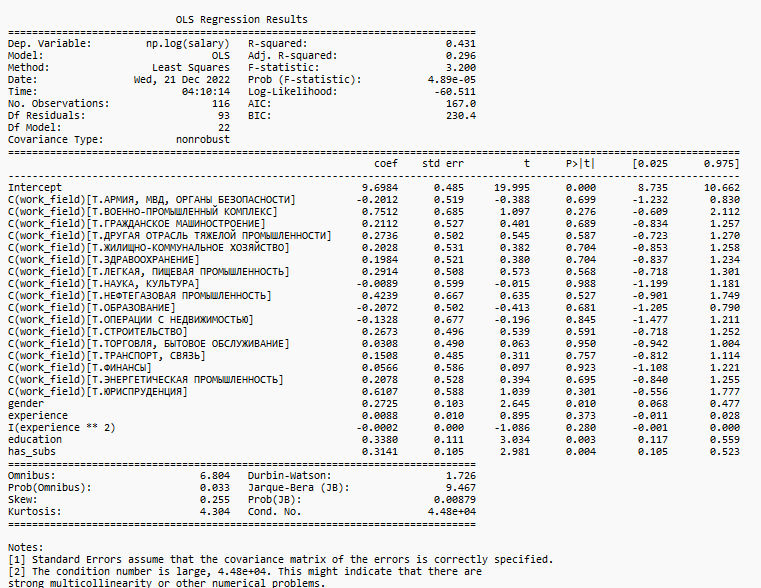 OLS Regression Results
==============================================================================
Dep. Variable: np.log(salary) R-squared: 0.431
Model: OLS Adj. R-squared: 0.296
Method: Least Squares F-statistic: 3.200
Date: Wed, 21 Dec 2022 Prob (F-statistic): 4.89e-05
Time: 04:10:14 Log-Likelihood: -60.511
No. Observations: 116 AIC: 167.0
Df Residuals: 93 BIC: 230.4
Df Model: 22
Covariance Type: nonrobust
==============================================================================
coef std err t P>|t| [0.025 0.975]
------------------------------------------------------------------------------
Intercept 9.6984 0.485 19.995 0.000 8.735 10.662
C(work_field)[T.АРМИЯ, МВД, ОРГАНЫ БЕЗОПАСНОСТИ] -0.2012 0.519 -0.388 0.699 -1.232 0.830
C(work_field)[T.ВОЕННО-ПРОМЫШЛЕННЫЙ КОМПЛЕКС] 0.7512 0.685 1.097 0.276 -0.609 2.112
C(work_field)[T.ГРАЖДАНСКОЕ МАШИНОСТРОЕНИЕ] 0.2112 0.527 0.401 0.689 -0.834 1.257
C(work_field)[T.ДРУГАЯ ОТРАСЛЬ ТЯЖЕЛОЙ ПРОМЫШЛЕННОСТИ] 0.2736 0.502 0.545 0.587 -0.723 1.270
C(work_field)[T.ЖИЛИЩНО-КОММУНАЛЬНОЕ ХОЗЯЙСТВО] 0.2028 0.531 0.382 0.704 -0.853 1.258
C(work_field)[T.ЗДРАВООХРАНЕНИЕ] 0.1984 0.521 0.380 0.704 -0.837 1.234
C(work_field)[T.ЛЕГКАЯ, ПИЩЕВАЯ ПРОМЫШЛЕННОСТЬ] 0.2914 0.508 0.573 0.568 -0.718 1.301
C(work_field)[T.НАУКА, КУЛЬТУРА] -0.0089 0.599 -0.015 0.988 -1.199 1.181
C(work_field)[T.НЕФТЕГАЗОВАЯ ПРОМЫШЛЕННОСТЬ] 0.4239 0.667 0.635 0.527 -0.901 1.749
C(work_field)[T.ОБРАЗОВАНИЕ] -0.2072 0.502 -0.413 0.681 -1.205 0.790
C(work_field)[T.ОПЕРАЦИИ С НЕДВИЖИМОСТЬЮ] -0.1328 0.677 -0.196 0.845 -1.477 1.211
C(work_field)[T.СТРОИТЕЛЬСТВО] 0.2673 0.496 0.539 0.591 -0.718 1.252
C(work_field)[T.ТОРГОВЛЯ, БЫТОВОЕ ОБСЛУЖИВАНИЕ] 0.0308 0.490 0.063 0.950 -0.942 1.004
C(work_field)[T.ТРАНСПОРТ, СВЯЗЬ] 0.1508 0.485 0.311 0.757 -0.812 1.114
C(work_field)[T.ФИНАНСЫ] 0.0566 0.586 0.097 0.923 -1.108 1.221
C(work_field)[T.ЭНЕРГЕТИЧЕСКАЯ ПРОМЫШЛЕННОСТЬ] 0.2078 0.528 0.394 0.695 -0.840 1.255
C(work_field)[T.ЮРИСПРУДЕНЦИЯ] 0.6107 0.588 1.039 0.301 -0.556 1.777
gender 0.2725 0.103 2.645 0.010 0.068 0.477
experience 0.0088 0.010 0.895 0.373 -0.011 0.028
I(experience ** 2) -0.0002 0.000 -1.086 0.280 -0.001 0.000
education 0.3380 0.111 3.034 0.003 0.117 0.559
has_subs 0.3141 0.105 2.981 0.004 0.105 0.523
==============================================================================
Omnibus: 6.804 Durbin-Watson: 1.726
Prob(Omnibus): 0.033 Jarque-Bera (JB): 9.467
Skew: 0.255 Prob(JB): 0.00879
Kurtosis: 4.304 Cond. No. 4.48e+04
==============================================================================
Notes:
[1] Standard Errors assume that the covariance matrix of the errors is correctly specified.
[2] The condition number is large, 4.48e+04. This might indicate that there are
strong multicollinearity or other numerical problems.